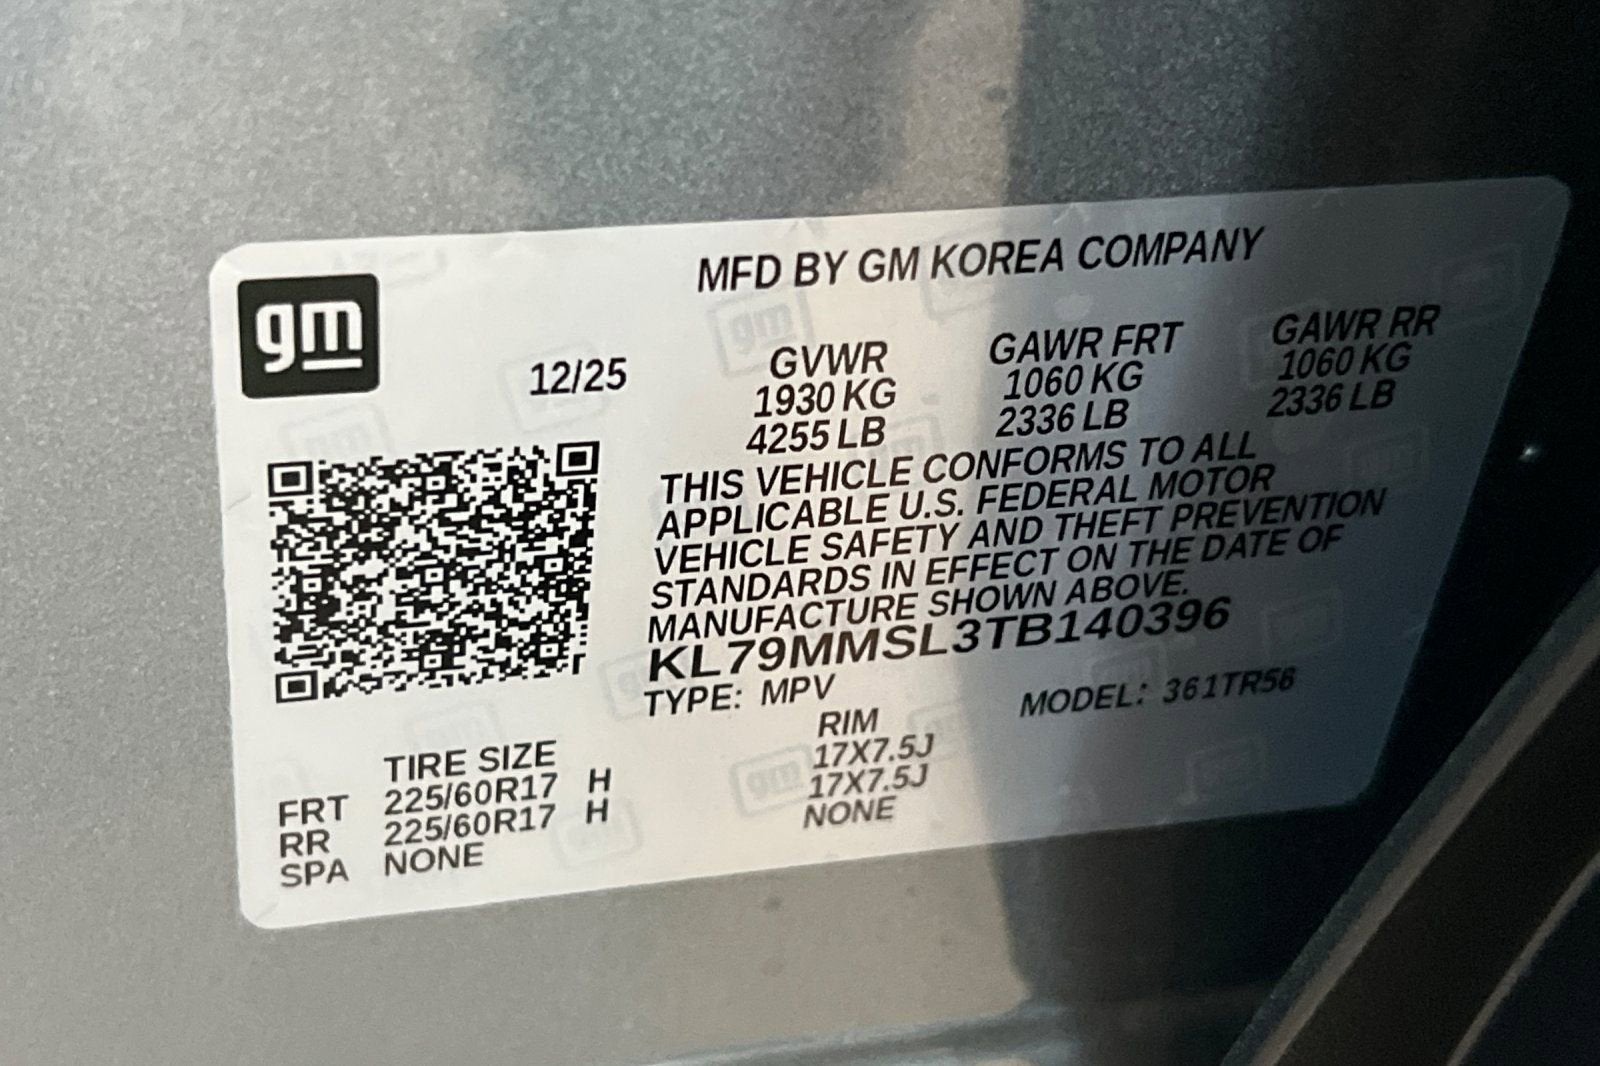 gm
MFD BY GM KOREA COMPANY
12/25
GVWR GAWR FRT GAWR RR
1930 KG 1060 KG 1060 KG
4255 LB 2336 LB 2336 LB
THIS VEHICLE CONFORMS TO ALL
APPLICABLE U.S. FEDERAL MOTOR
VEHICLE SAFETY AND THEFT PREVENTION
STANDARDS IN EFFECT ON THE DATE OF
MANUFACTURE SHOWN ABOVE.
KL79MMSL3TB140396
TYPE: MPV MODEL: 361TR56
TIRE SIZE RIM
FRT 225/60R17 H 17X7.5J
RR 225/60R17 H 17X7.5J
SPA NONE NONE